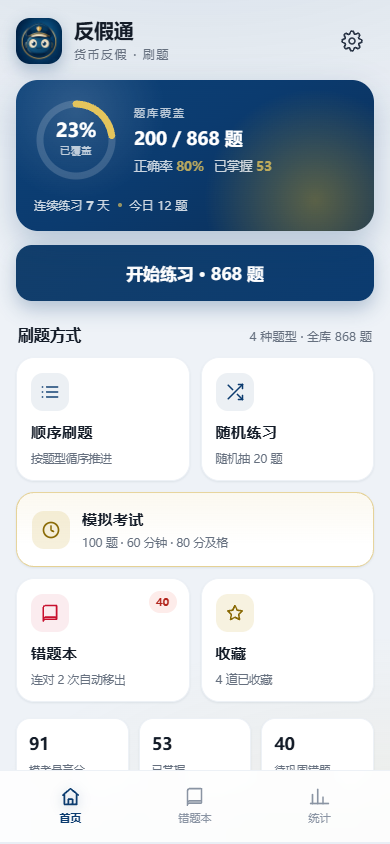 反假通
货币反假 · 刷题
23%
已覆盖
题库覆盖
200 / 868 题
正确率 80% 已掌握 53
连续练习 7 天 • 今日 12 题
开始练习 • 868 题
刷题方式
4 种题型 · 全库 868 题
顺序刷题
按题型循序推进
随机练习
随机抽 20 题
模拟考试
100 题 · 60 分钟 · 80 分及格
40
错题本
连对 2 次自动移出
收藏
4 道已收藏
91
53
40
首页
错题本
统计